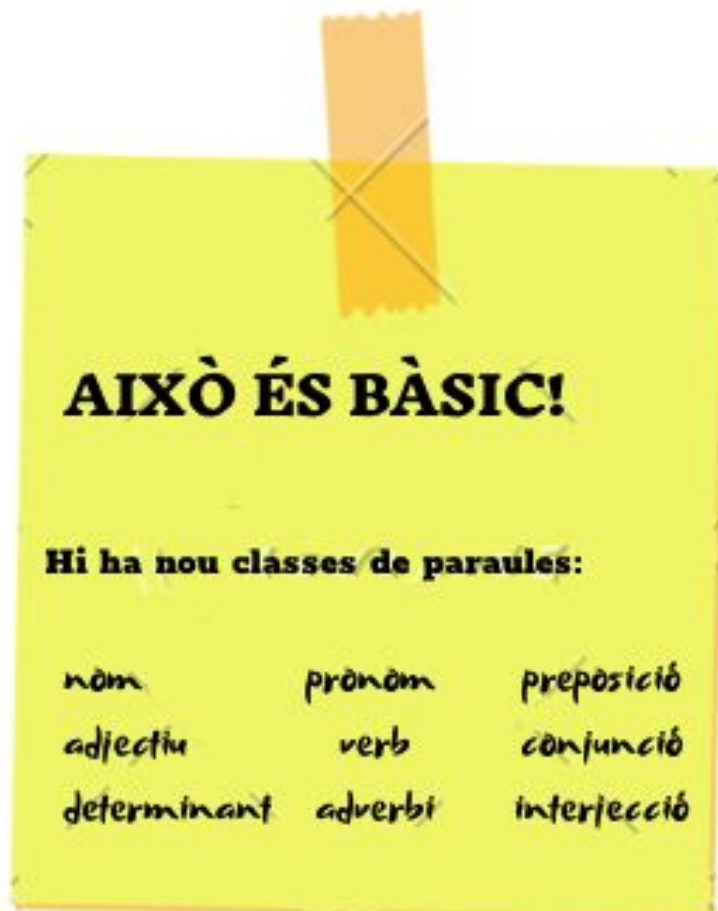 AIXÒ ÉS BÀSIC!
Hi ha nou classes de paraules:
nom pronom preposició
adjectiu verb conjunció
determinant adverbi interjecció